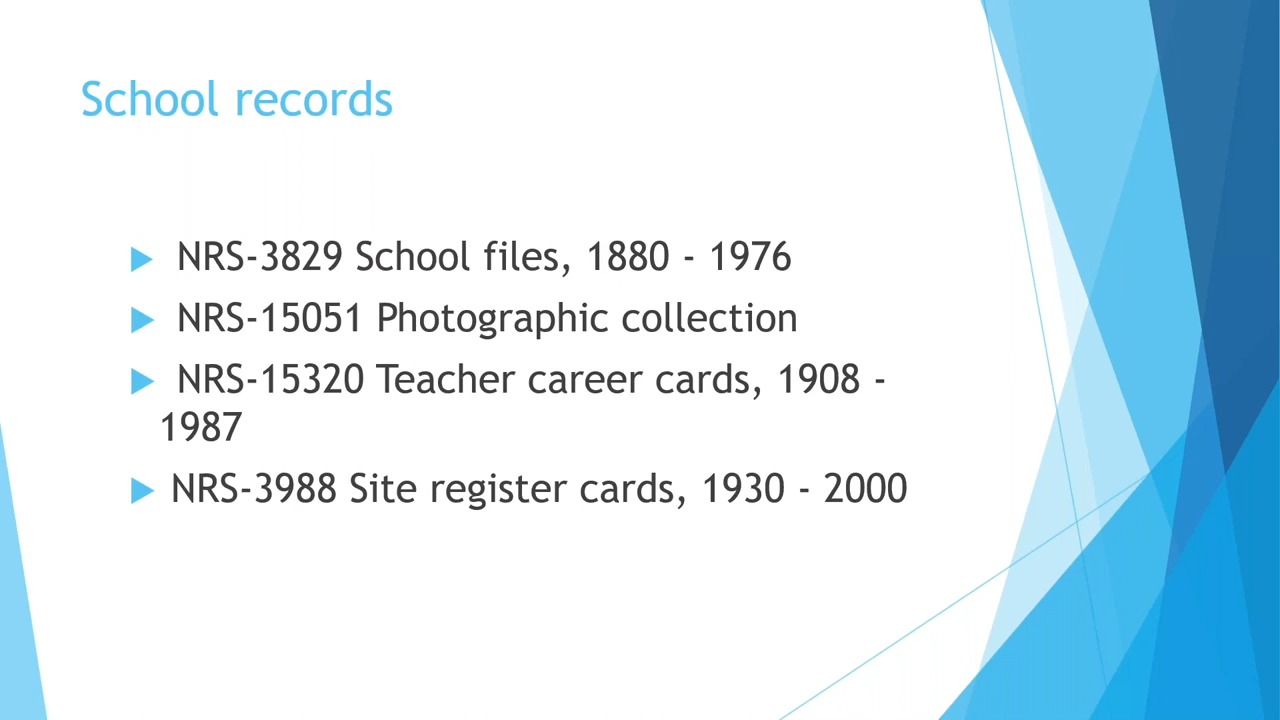 School records
NRS-3829 School files, 1880 - 1976
NRS-15051 Photographic collection
NRS-15320 Teacher career cards, 1908 -
1987
NRS-3988 Site register cards, 1930 - 2000